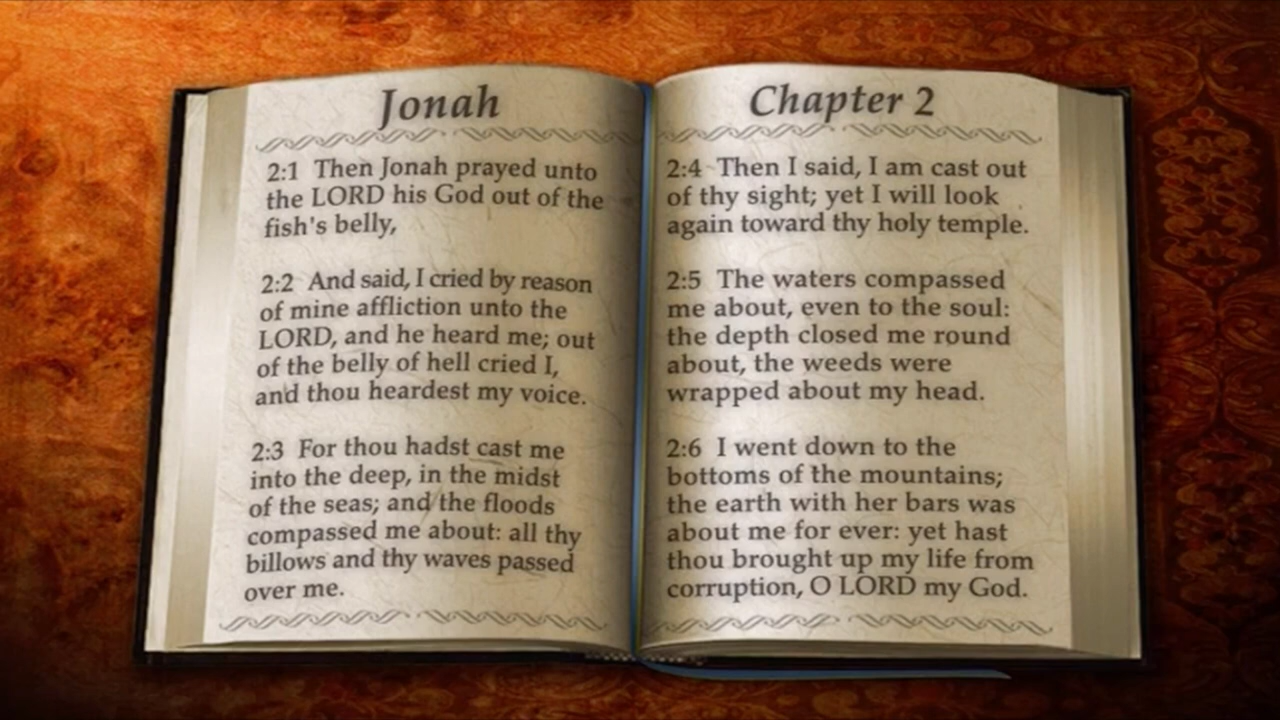 Jonah
2:1 Then Jonah prayed unto
the LORD his God out of the
fish's belly,
2:2 And said, I cried by reason
of mine affliction unto the
LORD, and he heard me; out
of the belly of hell cried I,
and thou heardest my voice.
2:3 For thou hadst cast me
into the deep, in the midst
of the seas; and the floods
compassed me about: all thy
billows and thy waves passed
over me.
Chapter 2
2:4 Then I said, I am cast out
of thy sight; yet I will look
again toward thy holy temple.
2:5 The waters compassed
me about, even to the soul:
the depth closed me round
about, the weeds were
wrapped about my head.
2:6 I went down to the
bottoms of the mountains;
the earth with her bars was
about me for ever: yet hast
thou brought up my life from
corruption, O LORD my God.